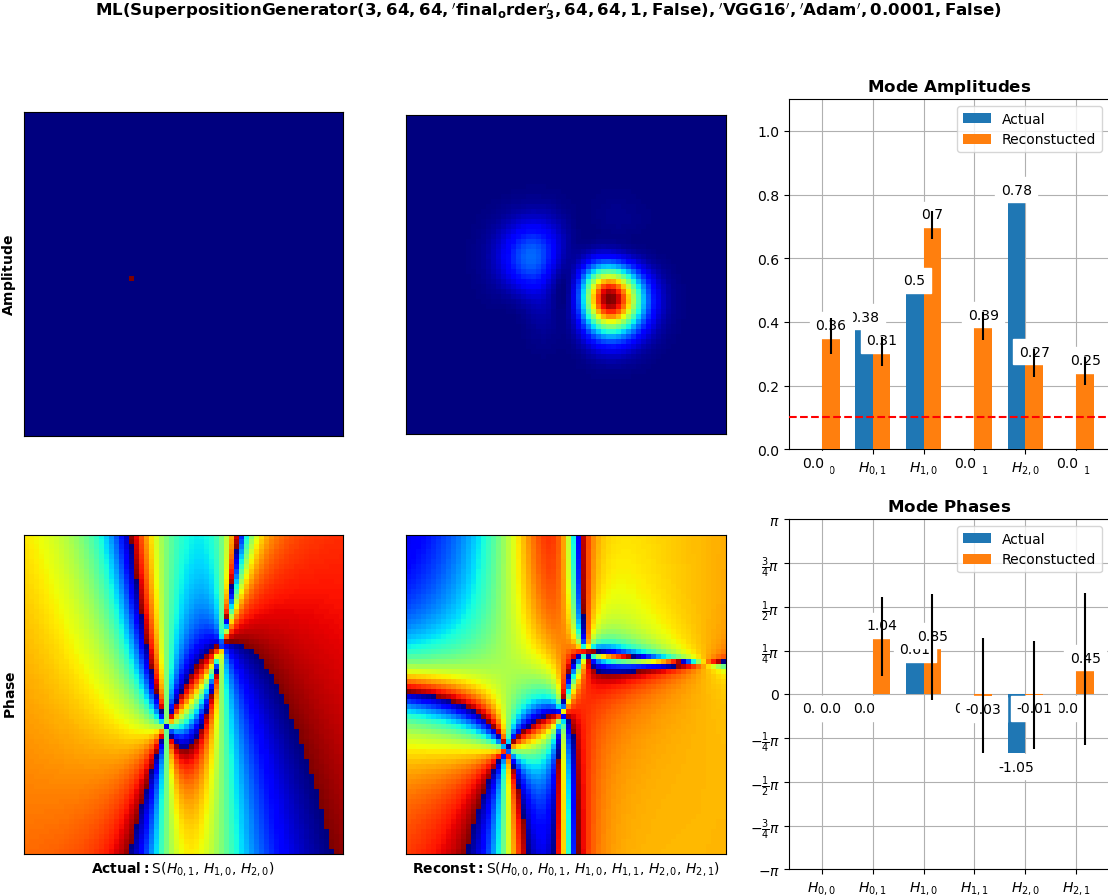 ML(SuperpositionGenerator(3, 64, 64, ′final_order′_3, 64, 64, 1, False), ′VGG16′, ′Adam′, 0.0001, False)
Amplitude
Mode Amplitudes
Actual
Reconstucted
1.0
0.8
0.6
0.4
0.2
0.0
0.36
0.38
0.31
0.5
0.7
0.39
0.78
0.27
0.25
0.0 0
H0,1
H1,0
0.0 1
H2,0
0.0 1
Phase
Mode Phases
Actual
Reconstucted
π
3/4π
1/2π
1/4π
0
−1/4π
−1/2π
−3/4π
−π
0.0
0.0
1.04
0.61
0.85
-0.03
-1.05
-0.01
0.0
0.45
H0,0
H0,1
H1,0
H1,1
H2,0
H2,1
Actual: S(H0,1, H1,0, H2,0)
Reconst: S(H0,0, H0,1, H1,0, H1,1, H2,0, H2,1)